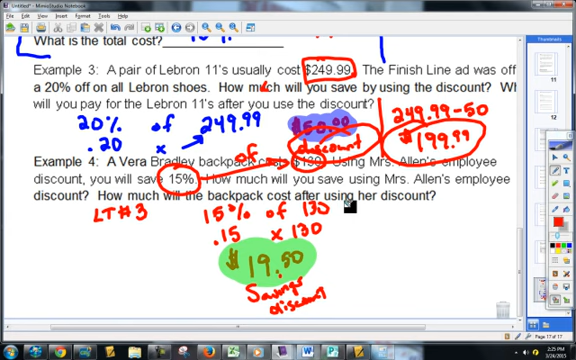 Untitled* - MimioStudio Notebook
File Edit View Insert Format Tools Help
What is the total cost?
Example 3: A pair of Lebron 11's usually cost $249.99. The Finish Line ad was off
a 20% off on all Lebron shoes. How much will you save by using the discount? Wh
will you pay for the Lebron 11's after you use the discount?
249.99-50
$199.99
20% of 249.99
.20 x
$50.00
discount
of
Example 4: A Vera Bradley backpack costs $130. Using Mrs. Allen's employee
discount, you will save 15%. How much will you save using Mrs. Allen's employee
discount? How much will the backpack cost after using her discount?
LT#3
15% of 130
.15 x 130
$19.50
Savings
discount
Thumbnails
11
12
13
14
15
16
17
Page 17 of 17
2:25 PM
3/24/2015